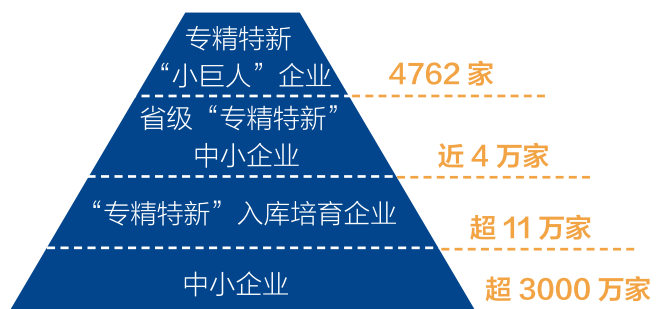 专精特新
“小巨人”企业
4762 家
省级“专精特新”
中小企业
近 4 万家
“专精特新”入库培育企业
超 11 万家
中小企业
超 3000 万家